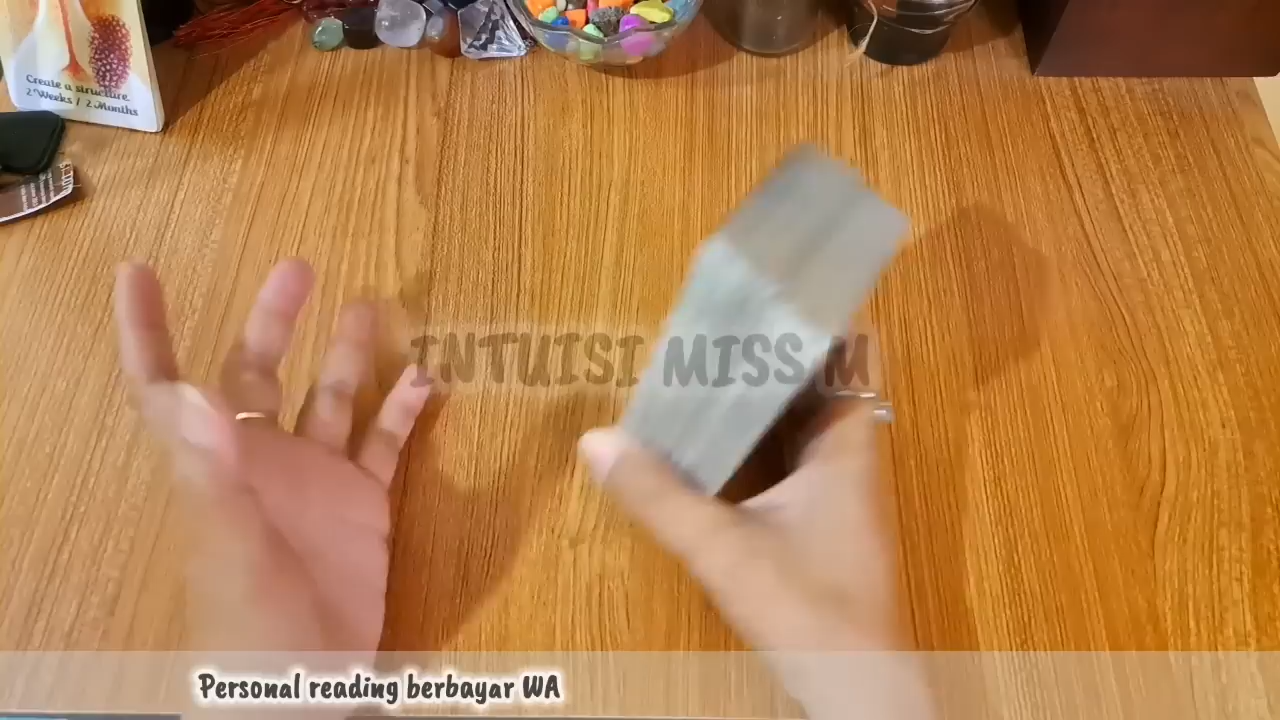 Create a structure
2 Weeks / 2 Months
INTUISI MISS M
Personal reading berbayar WA